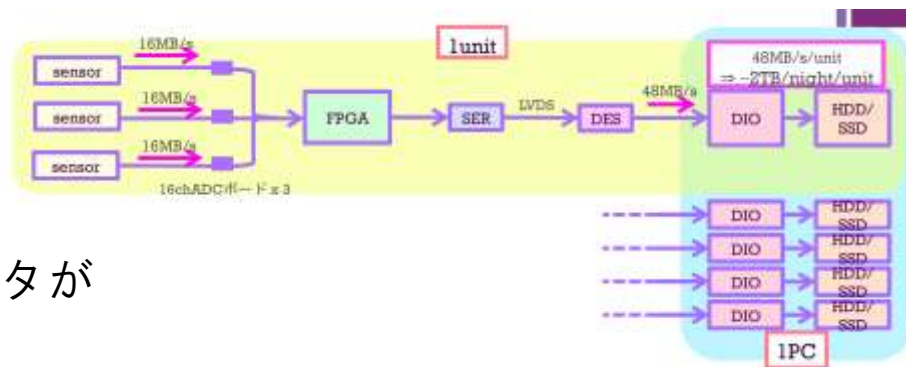 16MB/s
1unit
48MB/s/unit
⇒ ~2TB/night/unit
sensor
16MB/s
48MB/s
sensor
FPGA
SER
LVDS
DES
DIO
HDD/
SSD
16MB/s
sensor
16chADCボード x 3
DIO
HDD/
SSD
DIO
HDD/
SSD
タが
DIO
HDD/
SSD
DIO
HDD/
SSD
1PC